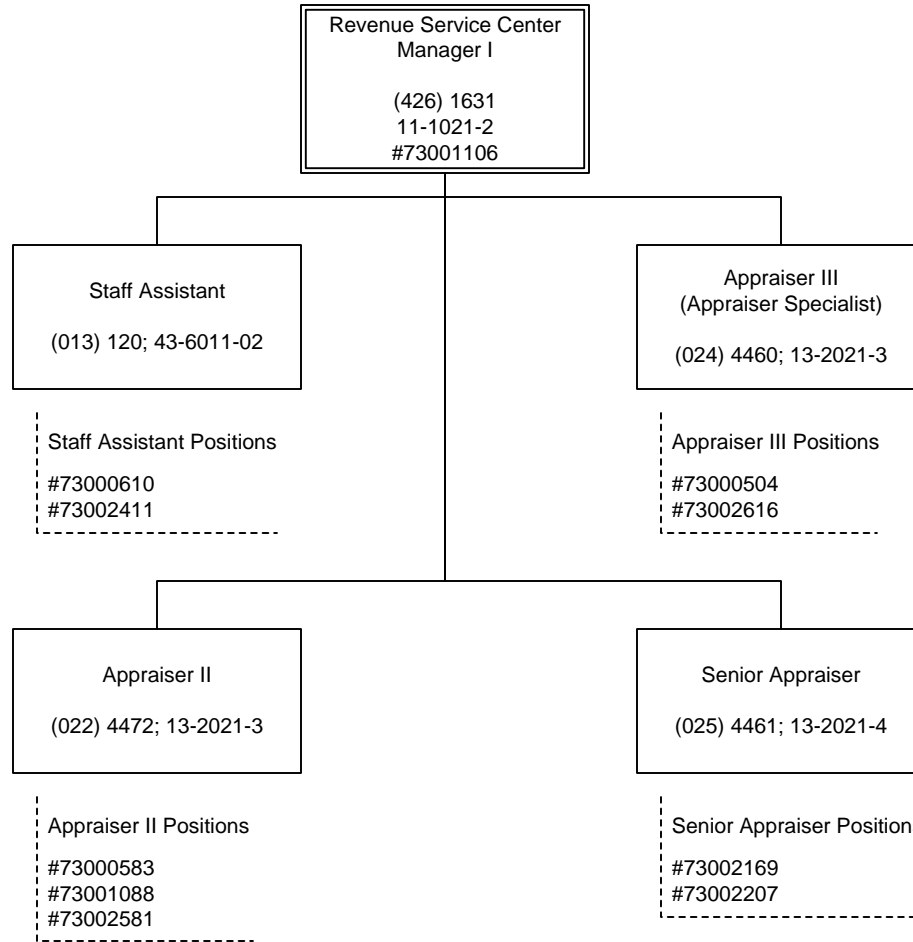 Revenue Service Center
Manager I
(426) 1631
11-1021-2
#73001106
Staff Assistant
(013) 120; 43-6011-02
Appraiser III
(Appraiser Specialist)
(024) 4460; 13-2021-3
Staff Assistant Positions
#73000610
#73002411
Appraiser III Positions
#73000504
#73002616
Appraiser II
(022) 4472; 13-2021-3
Senior Appraiser
(025) 4461; 13-2021-4
Appraiser II Positions
#73000583
#73001088
#73002581
Senior Appraiser Position
#73002169
#73002207